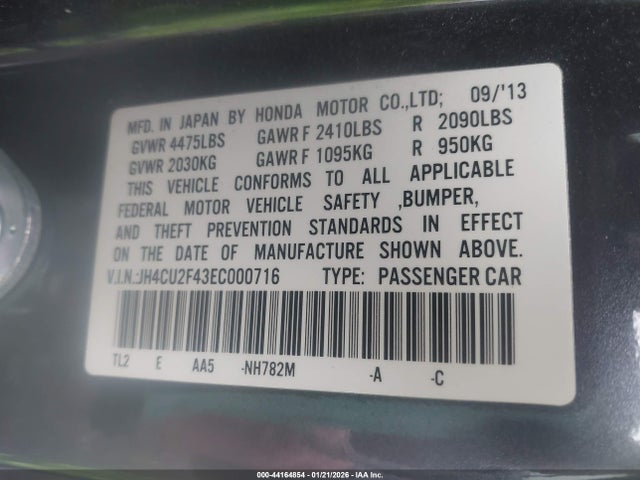 MFD. IN JAPAN BY HONDA MOTOR CO.,LTD; 09/'13
GVWR 4475LBS GAWR F 2410LBS R 2090LBS
GVWR 2030KG GAWR F 1095KG R 950KG
THIS VEHICLE CONFORMS TO ALL APPLICABLE
FEDERAL MOTOR VEHICLE SAFETY ,BUMPER,
AND THEFT PREVENTION STANDARDS IN EFFECT
ON THE DATE OF MANUFACTURE SHOWN ABOVE.
V.I.N.:JH4CU2F43EC000716 TYPE: PASSENGER CAR
TL2 E AA5 -NH782M -A -C
000-44164854 | 01/21/2026 | IAA Inc.